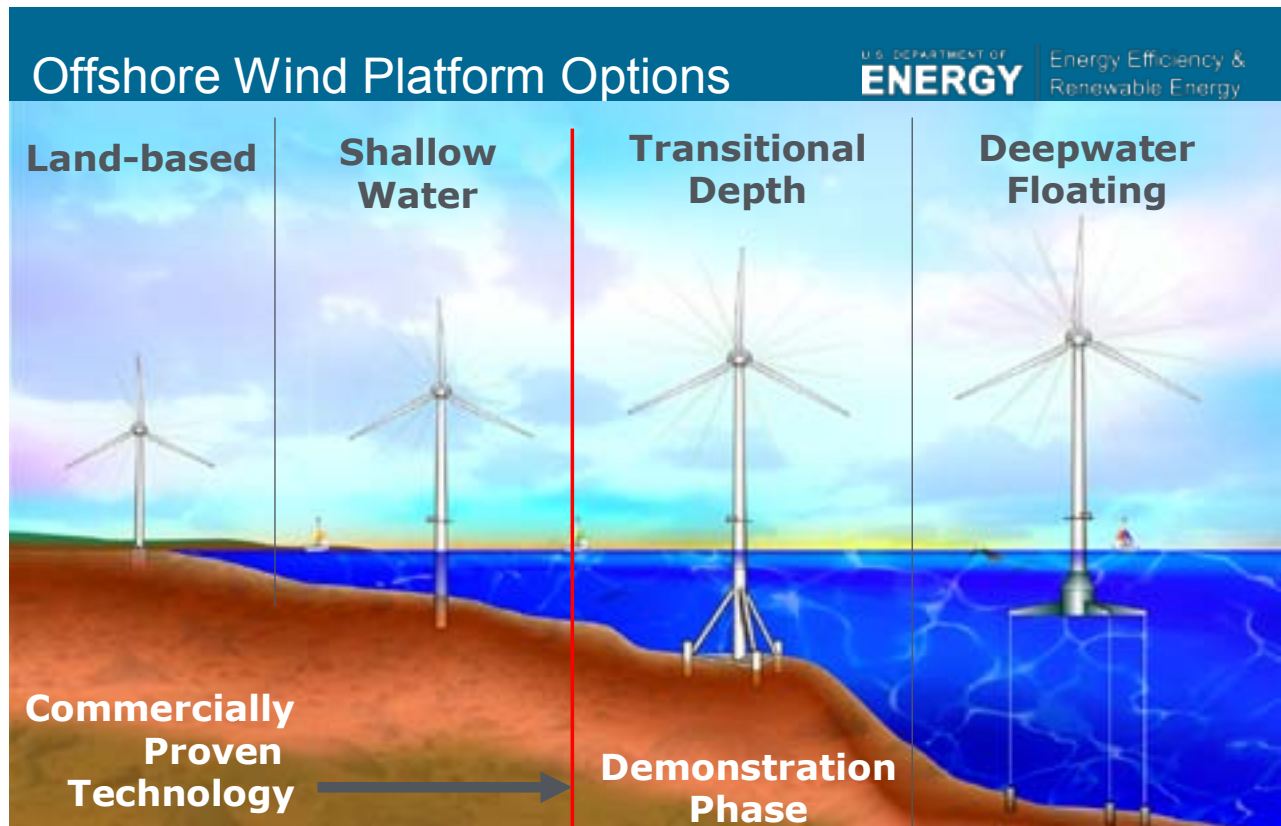 Offshore Wind Platform Options
U.S. DEPARTMENT OF
ENERGY
Energy Efficiency &
Renewable Energy
Land-based
Shallow
Water
Transitional
Depth
Deepwater
Floating
Commercially
Proven
Technology
Demonstration
Phase